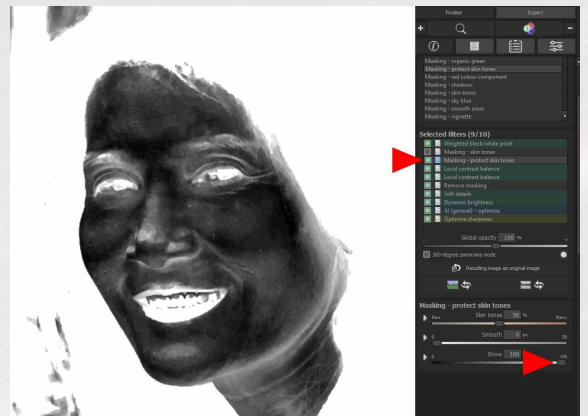 Finalise Expert
+ −
Masking - organic green
Masking - protect skin tones
Masking - red colour component
Masking - shadows
Masking - skin tones
Masking - sky blue
Masking - smooth areas
Masking - vignette
Selected filters (9/10)
Weighted black/white point
Masking - skin tones
Masking - protect skin tones
Local contrast balance
Local contrast balance
Remove masking
Soft details
Dynamic brightness
AI (general) - optimise
Optimise sharpness
Global opacity 100 %
360-degree panorama mode
Resulting image as original image
Masking - protect skin tones
Skin tones 50 %
Few Many
Smooth 0 px
0 50
Show 100
0 100